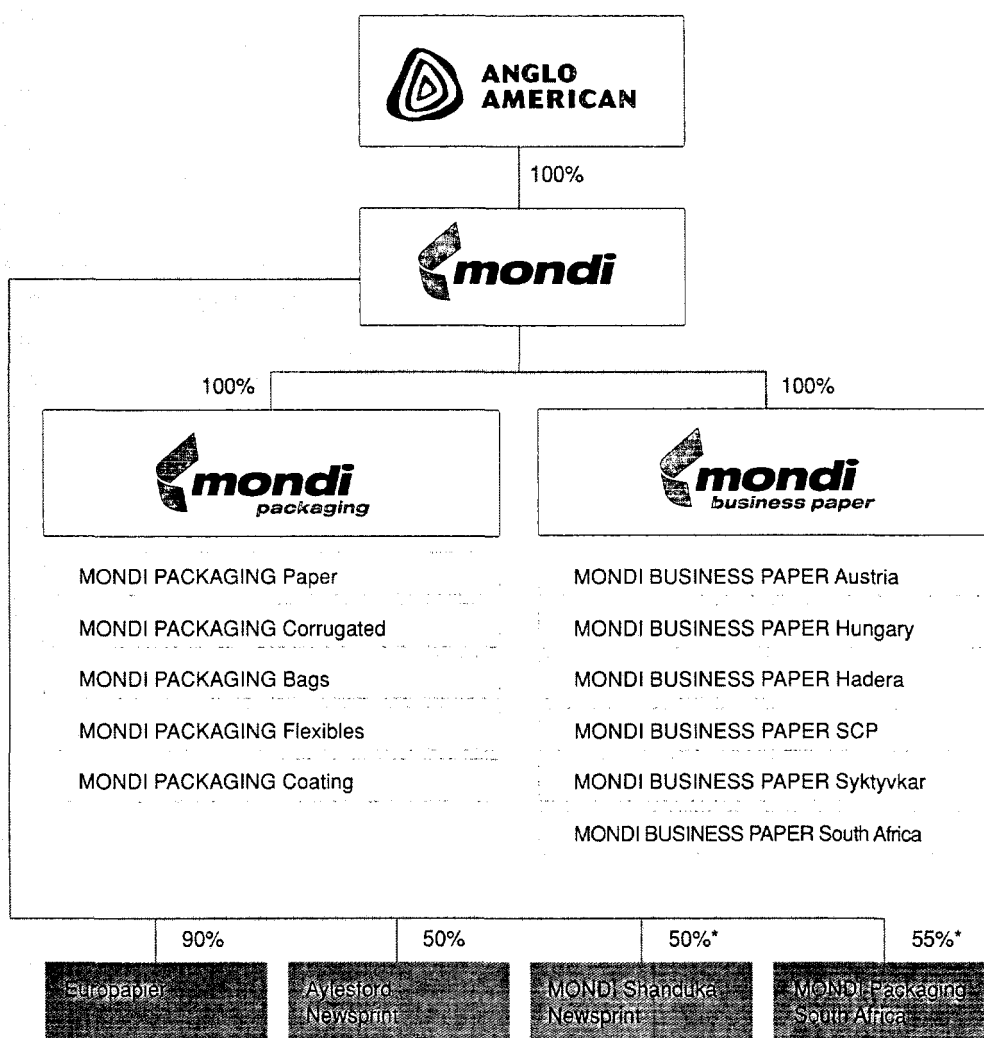 ANGLO
AMERICAN
100%
mondi
100%
100%
mondi
packaging
mondi
business paper
MONDI PACKAGING Paper
MONDI PACKAGING Corrugated
MONDI PACKAGING Bags
MONDI PACKAGING Flexibles
MONDI PACKAGING Coating
MONDI BUSINESS PAPER Austria
MONDI BUSINESS PAPER Hungary
MONDI BUSINESS PAPER Hadera
MONDI BUSINESS PAPER SCP
MONDI BUSINESS PAPER Syktyvkar
MONDI BUSINESS PAPER South Africa
90%
50%
50%*
55%*
Europapier
Aylesford
Newsprint
MONDI Shanduka
Newsprint
MONDI Packaging
South Africa